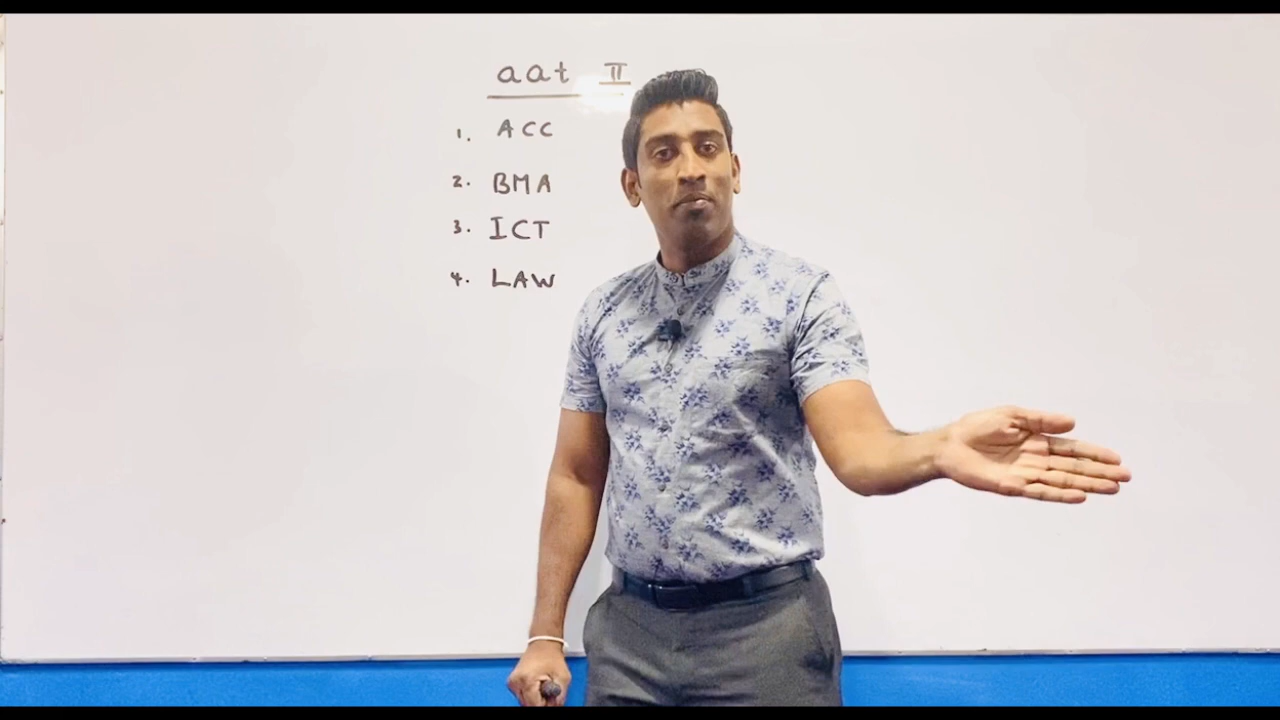 aat II
1. ACC
2. BMA
3. ICT
4. LAW